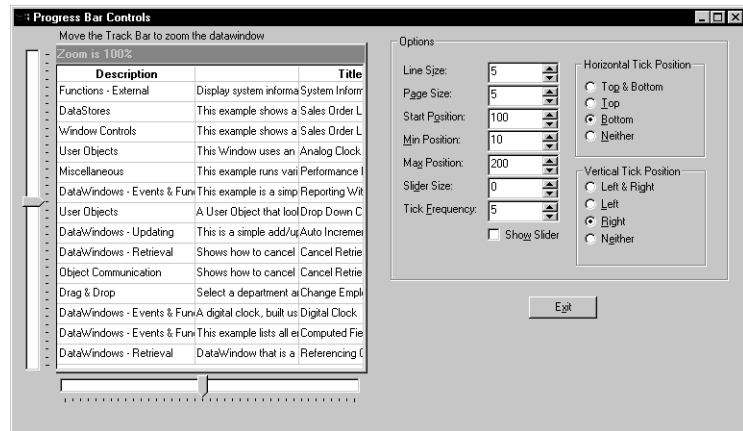 Progress Bar Controls
Move the Track Bar to zoom the datawindow
Zoom is 100%
Description Title
Functions - External Display system informa System Inform
DataStores This example shows a Sales Order L
Window Controls This example shows a Sales Order L
User Objects This Window uses an Analog Clock
Miscellaneous This example runs vari Performance
DataWindows - Events & Fun This example is a simp Reporting Wit
User Objects A User Object that lool Drop Down C
DataWindows - Updating This is a simple add/up Auto Incremer
DataWindows - Retrieval Shows how to cancel Cancel Retrie
Object Communication Shows how to cancel Cancel Retrie
Drag & Drop Select a department ar Change Empl
DataWindows - Events & Fun A digital clock, built us Digital Clock
DataWindows - Events & Fun This example lists all er Computed Fie
DataWindows - Retrieval DataWindow that is a Referencing
Options
Line Size: 5
Page Size: 5
Start Position: 100
Min Position: 10
Max Position: 200
Slider Size: 0
Tick Frequency: 5
Show Slider
Horizontal Tick Position
Top & Bottom
Top
Bottom
Neither
Vertical Tick Position
Left & Right
Left
Right
Neither
Exit